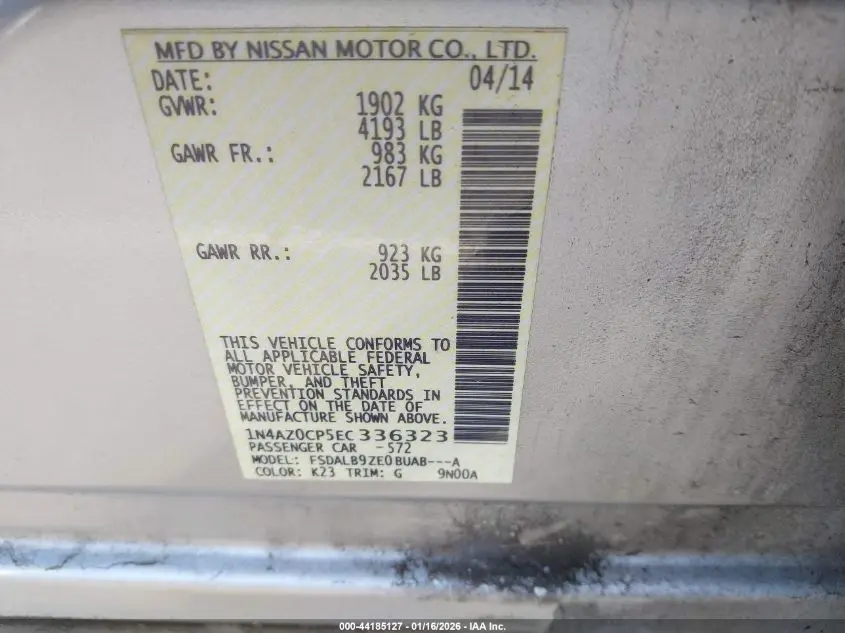 MFD BY NISSAN MOTOR CO., LTD.
DATE: 04/14
GVWR: 1902 KG
4193 LB
GAWR FR.: 983 KG
2167 LB
GAWR RR.: 923 KG
2035 LB
THIS VEHICLE CONFORMS TO
ALL APPLICABLE FEDERAL
MOTOR VEHICLE SAFETY,
BUMPER, AND THEFT
PREVENTION STANDARDS IN
EFFECT ON THE DATE OF
MANUFACTURE SHOWN ABOVE.
1N4AZ0CP5EC336323
PASSENGER CAR -572
MODEL: FSDALB9ZE0BUAB---A
COLOR: K23 TRIM: G 9N00A
000-44185127 - 01/16/2026 - IAA Inc.